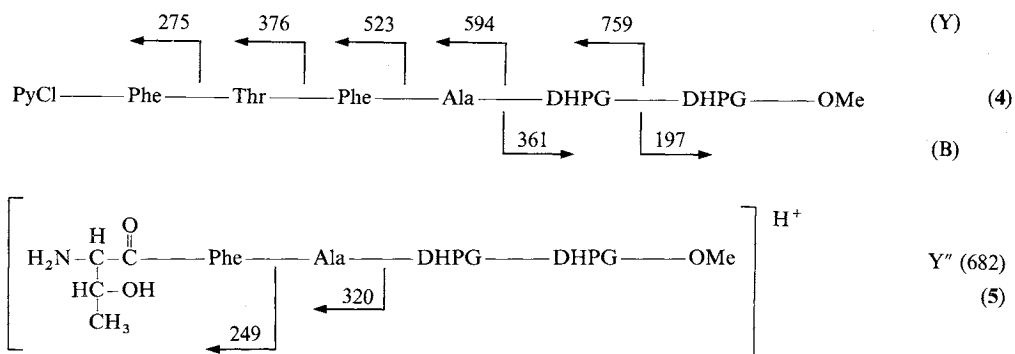 275 376 523 594 759 (Y)
PyCl Phe Thr Phe Ala DHPG DHPG OMe (4)
361 197
(B)
H O H+
H₂N—C—C Phe Ala DHPG DHPG OMe Y″ (682)
HC—OH 320 (5)
CH₃
249